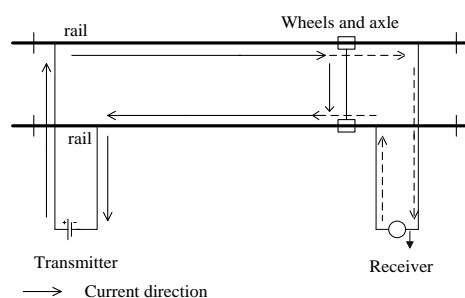 Wheels and axle
rail
rail
+ -
Transmitter
Receiver
Current direction